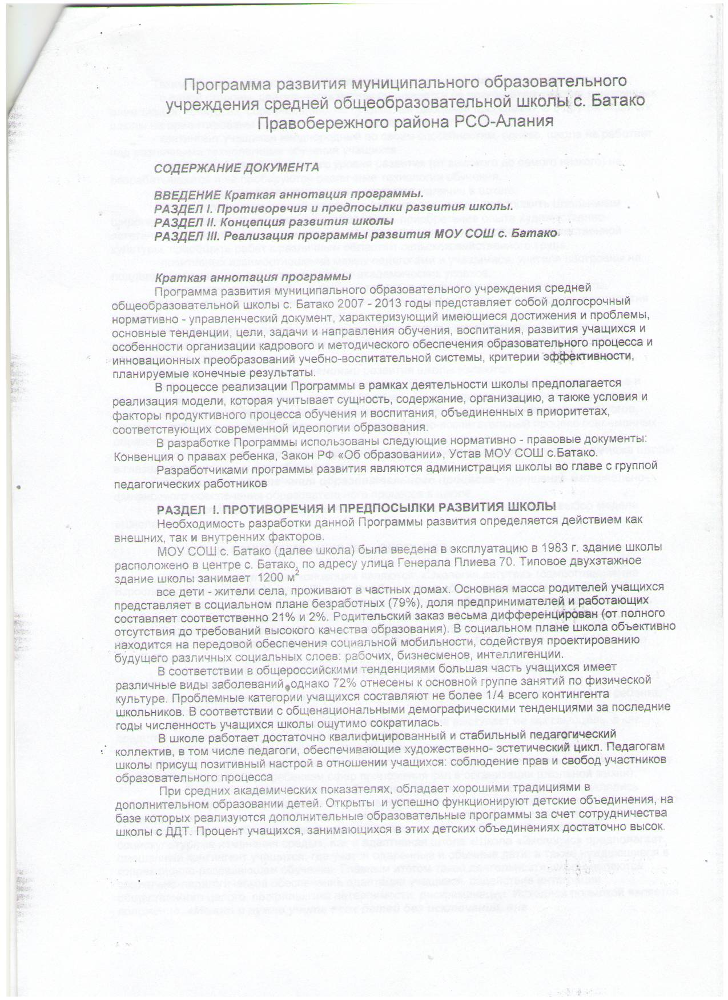 Программа развития муниципального образовательного
учреждения средней общеобразовательной школы с. Батако
Правобережного района РСО-Алания
СОДЕРЖАНИЕ ДОКУМЕНТА
ВВЕДЕНИЕ Краткая аннотация программы.
РАЗДЕЛ I. Противоречия и предпосылки развития школы.
РАЗДЕЛ II. Концепция развития школы
РАЗДЕЛ III. Реализация программы развития МОУ СОШ с. Батако
Краткая аннотация программы
Программа развития муниципального образовательного учреждения средней
общеобразовательной школы с. Батако 2007 - 2013 годы представляет собой долгосрочный
нормативно - управленческий документ, характеризующий имеющиеся достижения и проблемы,
основные тенденции, цели, задачи и направления обучения, воспитания, развития учащихся и
особенности организации кадрового и методического обеспечения образовательного процесса и
инновационных преобразований учебно-воспитательной системы, критерии эффективности,
планируемые конечные результаты.
В процессе реализации Программы в рамках деятельности школы предполагается
реализация модели, которая учитывает сущность, содержание, организацию, а также условия и
факторы продуктивного процесса обучения и воспитания, объединенных в приоритетах,
соответствующих современной идеологии образования.
В разработке Программы использованы следующие нормативно - правовые документы:
Конвенция о правах ребенка, Закон РФ «Об образовании», Устав МОУ СОШ с.Батако.
Разработчиками программы развития являются администрация школы во главе с группой
педагогических работников
РАЗДЕЛ I. ПРОТИВОРЕЧИЯ И ПРЕДПОСЫЛКИ РАЗВИТИЯ ШКОЛЫ
Необходимость разработки данной Программы развития определяется действием как
внешних, так и внутренних факторов.
МОУ СОШ с. Батако (далее школа) была введена в эксплуатацию в 1983 г. здание школы
расположено в центре с. Батако, по адресу улица Генерала Плиева 70. Типовое двухэтажное
здание школы занимает 1200 м²
все дети - жители села, проживают в частных домах. Основная масса родителей учащихся
представляет в социальном плане безработных (79%), доля предпринимателей и работающих
составляет соответственно 21% и 2%. Родительский заказ весьма дифференцирован (от полного
отсутствия до требований высокого качества образования). В социальном плане школа объективно
находится на передовой обеспечения социальной мобильности, содействуя проектированию
будущего различных социальных слоев: рабочих, бизнесменов, интеллигенции.
В соответствии в общероссийскими тенденциями большая часть учащихся имеет
различные виды заболеваний, однако 72% отнесены к основной группе занятий по физической
культуре. Проблемные категории учащихся составляют не более 1/4 всего контингента
школьников. В соответствии с общенациональными демографическими тенденциями за последние
годы численность учащихся школы ощутимо сократилась.
В школе работает достаточно квалифицированный и стабильный педагогический
коллектив, в том числе педагоги, обеспечивающие художественно- эстетический цикл. Педагогам
школы присущ позитивный настрой в отношении учащихся: соблюдение прав и свобод участников
образовательного процесса
При средних академических показателях, обладает хорошими традициями в
дополнительном образовании детей. Открыты и успешно функционируют детские объединения, на
базе которых реализуются дополнительные образовательные программы за счет сотрудничества
школы с ДДТ. Процент учащихся, занимающихся в этих детских объединениях достаточно высок.